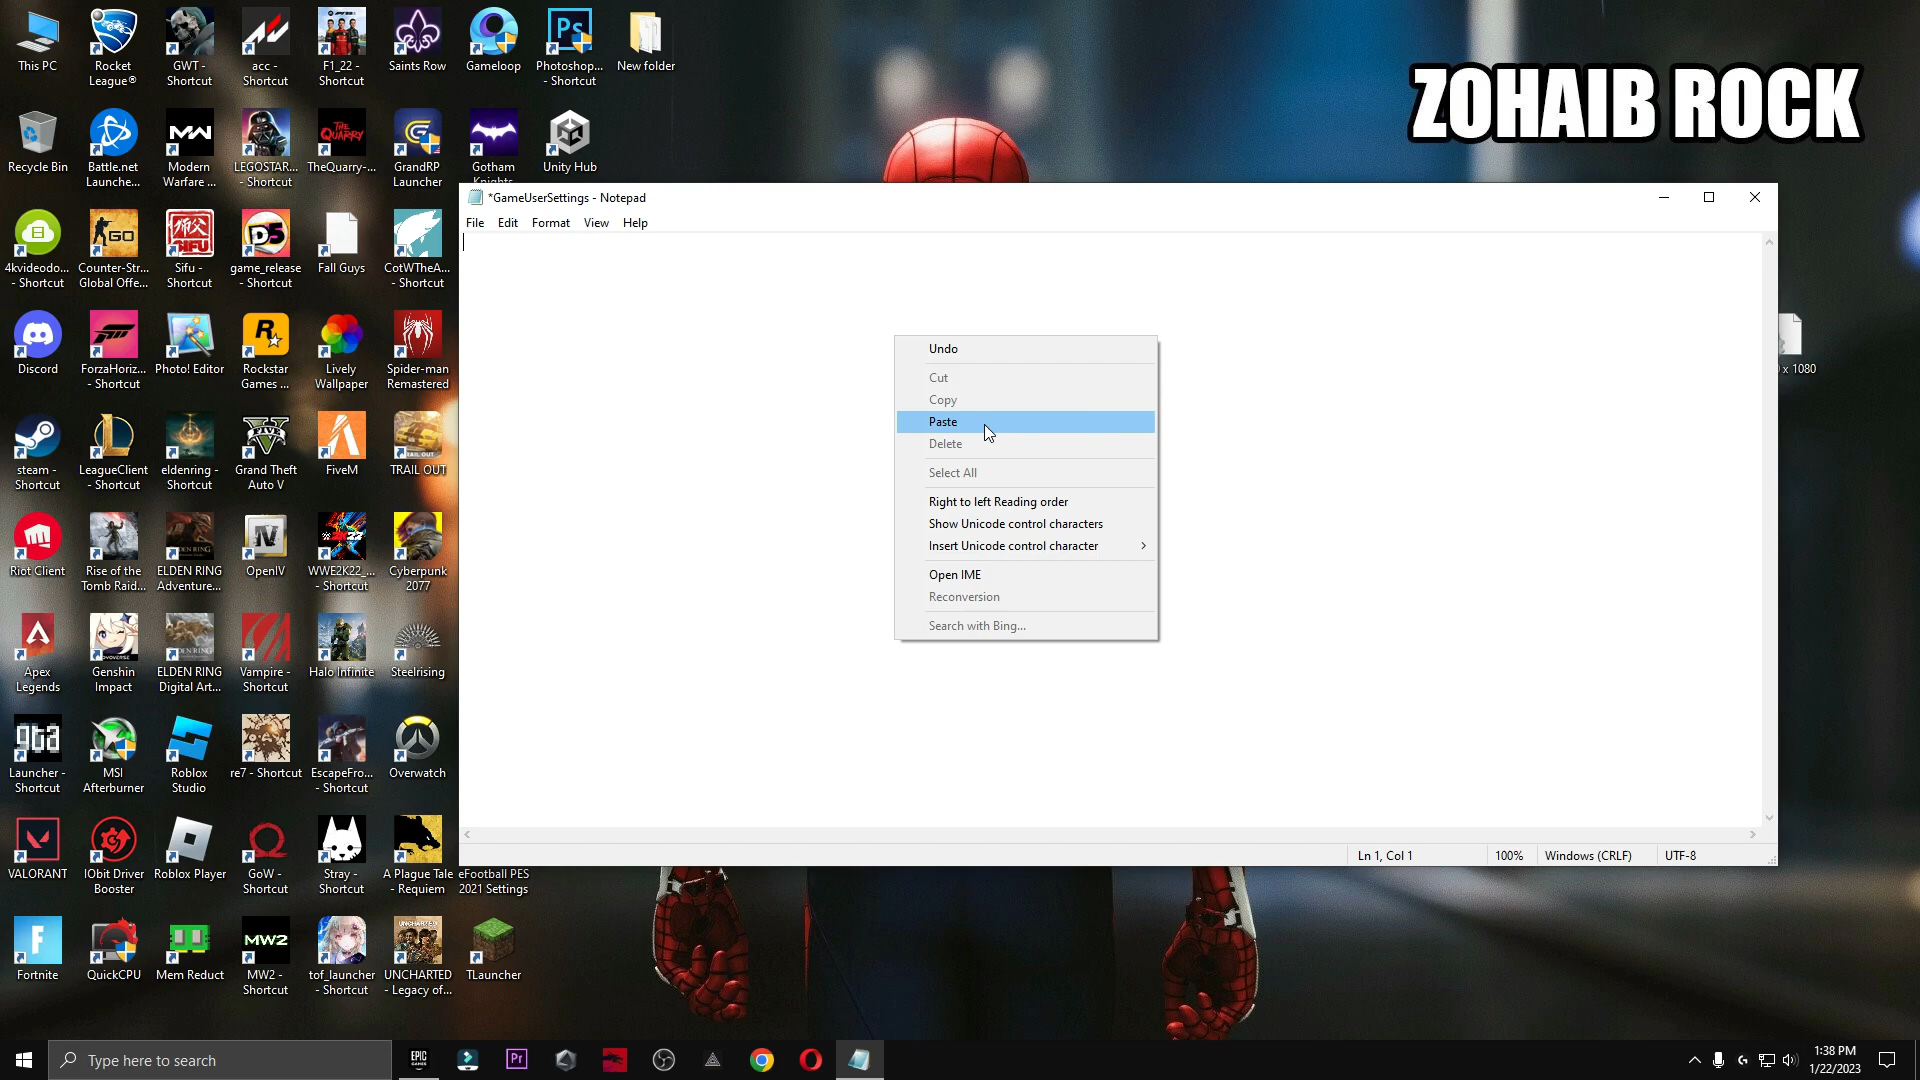 This PC
Rocket
League®
GWT -
Shortcut
acc -
Shortcut
F1_22 -
Shortcut
Saints Row
Gameloop
Photoshop...
- Shortcut
New folder
ZOHAIB ROCK
Recycle Bin
Battle.net
Launche...
Modern
Warfare ...
LEGOSTAR...
- Shortcut
TheQuarry-...
GrandRP
Launcher
Gotham
Knights
Unity Hub
*GameUserSettings - Notepad
File Edit Format View Help
4kvideodo...
- Shortcut
Counter-Str...
Global Offe...
Sifu -
Shortcut
game_release
- Shortcut
Fall Guys
CotWTheA...
- Shortcut
Discord
ForzaHoriz...
- Shortcut
Photo! Editor
Rockstar
Games ...
Lively
Wallpaper
Spider-man
Remastered
x 1080
Undo
Cut
Copy
Paste
Delete
Select All
Right to left Reading order
Show Unicode control characters
Insert Unicode control character
Open IME
Reconversion
Search with Bing...
steam -
Shortcut
LeagueClient
- Shortcut
eldenring -
Shortcut
Grand Theft
Auto V
FiveM
TRAIL OUT
Riot Client
Rise of the
Tomb Raid...
ELDEN RING
Adventure...
OpenIV
WWE2K22_...
- Shortcut
Cyberpunk
2077
Apex
Legends
Genshin
Impact
ELDEN RING
Digital Art...
Vampire -
Shortcut
Halo Infinite
Steelrising
Launcher -
Shortcut
MSI
Afterburner
Roblox
Studio
re7 - Shortcut
EscapeFro...
- Shortcut
Overwatch
VALORANT
IObit Driver
Booster
Roblox Player
GoW -
Shortcut
Stray -
Shortcut
A Plague Tale
- Requiem
eFootball PES
2021 Settings
Ln 1, Col 1
100%
Windows (CRLF)
UTF-8
Fortnite
QuickCPU
Mem Reduct
MW2 -
Shortcut
tof_launcher
- Shortcut
UNCHARTED
- Legacy of...
TLauncher
Type here to search
1:38 PM
1/22/2023